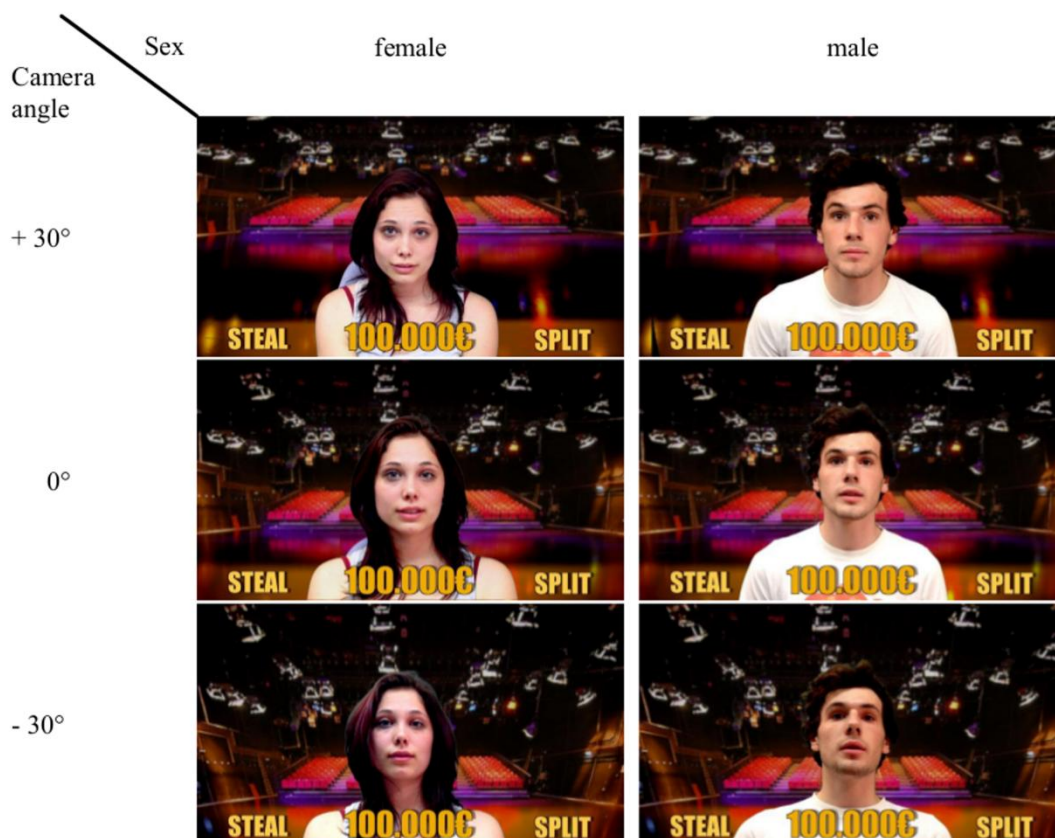 Sex female male
Camera
angle
+ 30°
STEAL 100.000€ SPLIT STEAL 100.000€ SPLIT
0°
STEAL 100.000€ SPLIT STEAL 100.000€ SPLIT
- 30°
STEAL 100.000€ SPLIT STEAL 100.000€ SPLIT